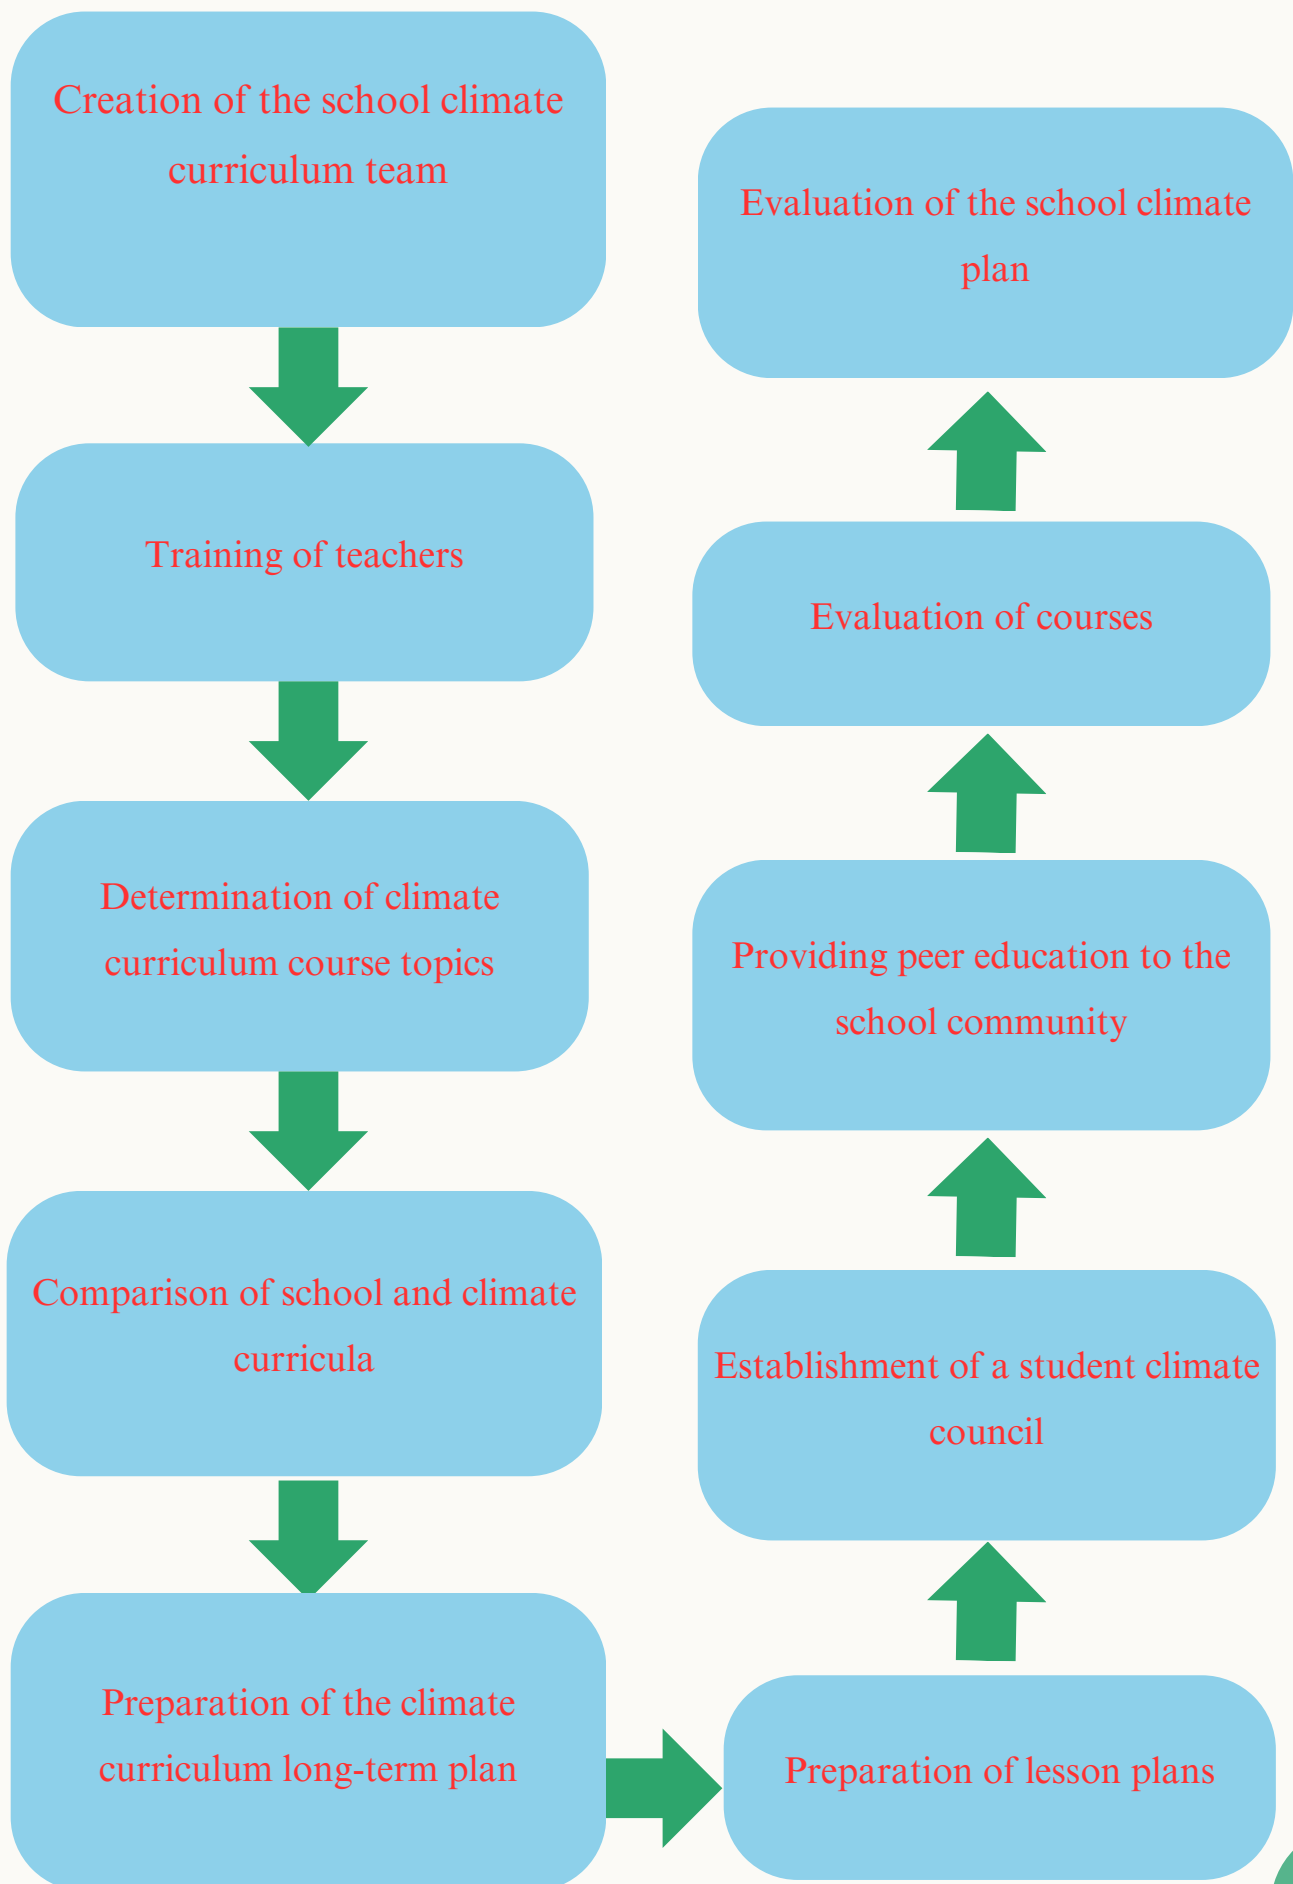 Creation of the school climate
curriculum team
Training of teachers
Determination of climate
curriculum course topics
Comparison of school and climate
curricula
Preparation of the climate
curriculum long-term plan
Preparation of lesson plans
Establishment of a student climate
council
Providing peer education to the
school community
Evaluation of courses
Evaluation of the school climate
plan